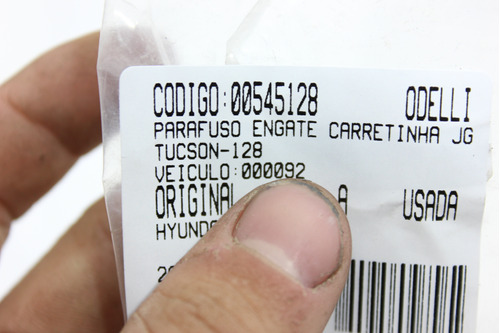 CODIGO:00545128 ODELLI
PARAFUSO ENGATE CARRETINHA JG
TUCSON-128
VEICULO:000092
ORIGINAL A USADA